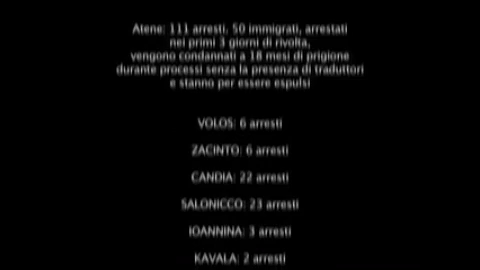 Atene: 111 arresti, 50 immigrati, arrestati
nei primi 3 giorni di rivolta,
vengono condannati a 18 mesi di prigione
durante processi senza la presenza di traduttori
e stanno per essere espulsi
VOLOS: 6 arresti
ZACINTO: 6 arresti
CANDIA: 22 arresti
SALONICCO: 23 arresti
IOANNINA: 3 arresti
KAVALA: 2 arresti